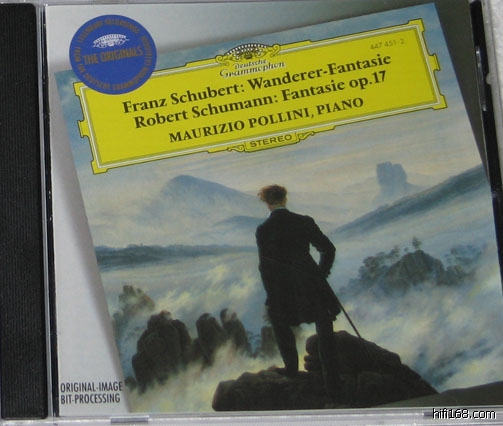 THE ORIGINALS
Deutsche
Grammophon
447 451-2
Franz Schubert: Wanderer-Fantasie
Robert Schumann: Fantasie op.17
MAURIZIO POLLINI, PIANO
STEREO
ORIGINAL-IMAGE
BIT-PROCESSING
hifi168.com